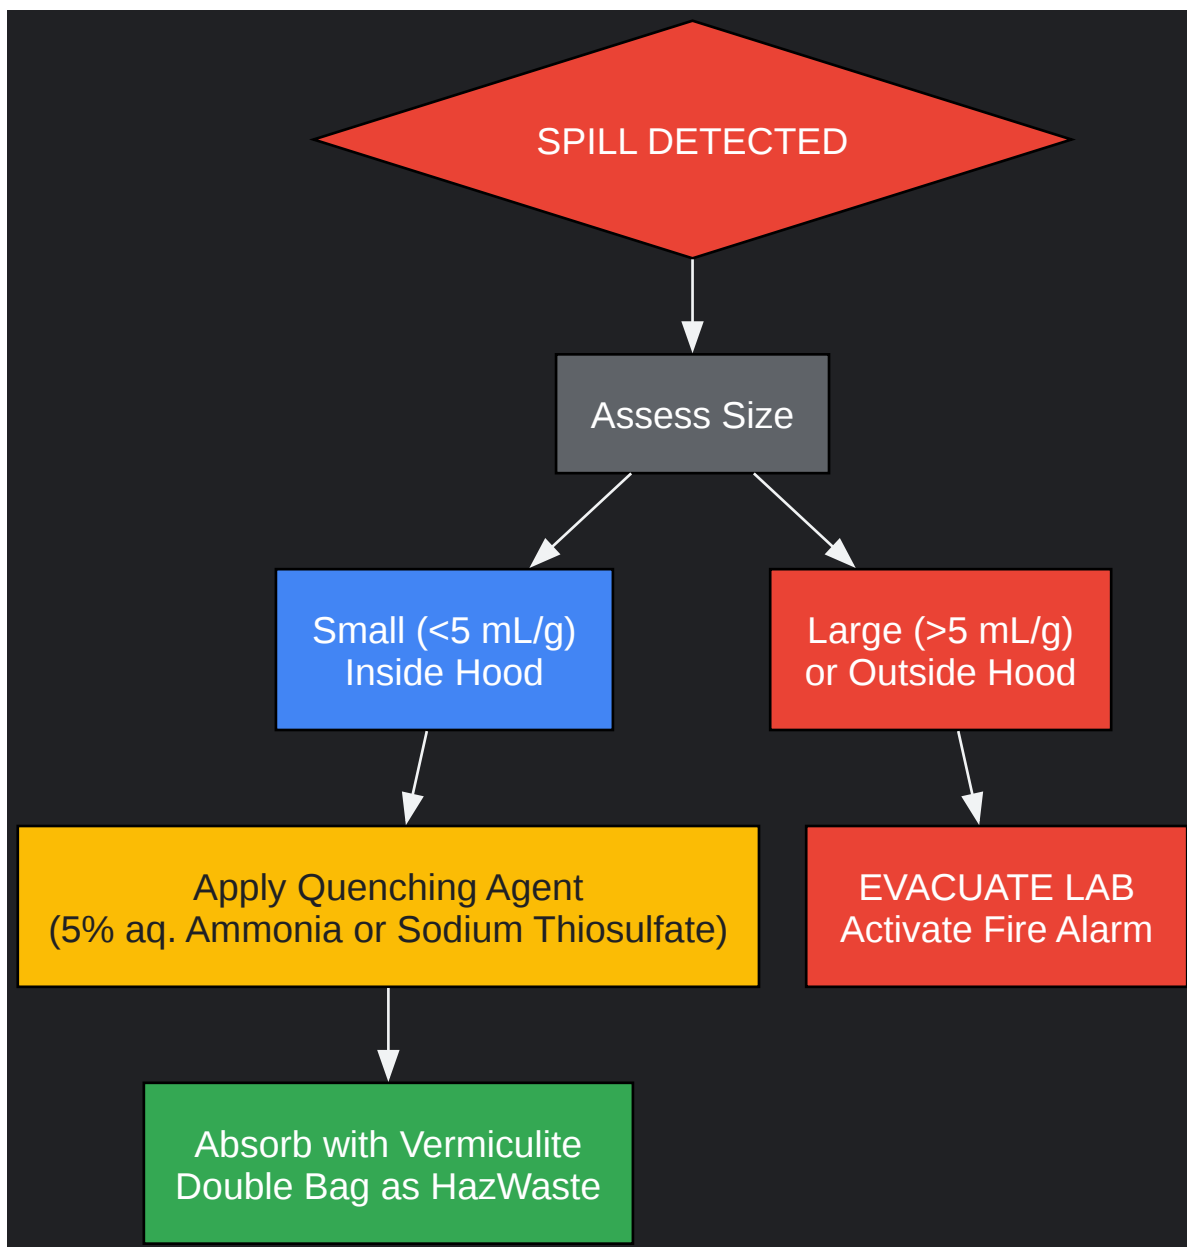 SPILL DETECTED
Assess Size
Small (<5 mL/g)
Inside Hood
Large (>5 mL/g)
or Outside Hood
Apply Quenching Agent
(5% aq. Ammonia or Sodium Thiosulfate)
EVACUATE LAB
Activate Fire Alarm
Absorb with Vermiculite
Double Bag as HazWaste